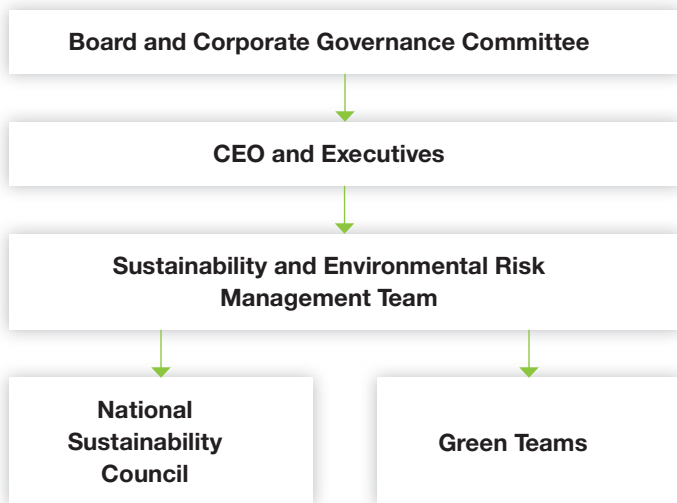 Board and Corporate Governance Committee
CEO and Executives
Sustainability and Environmental Risk
Management Team
National
Sustainability
Council
Green Teams